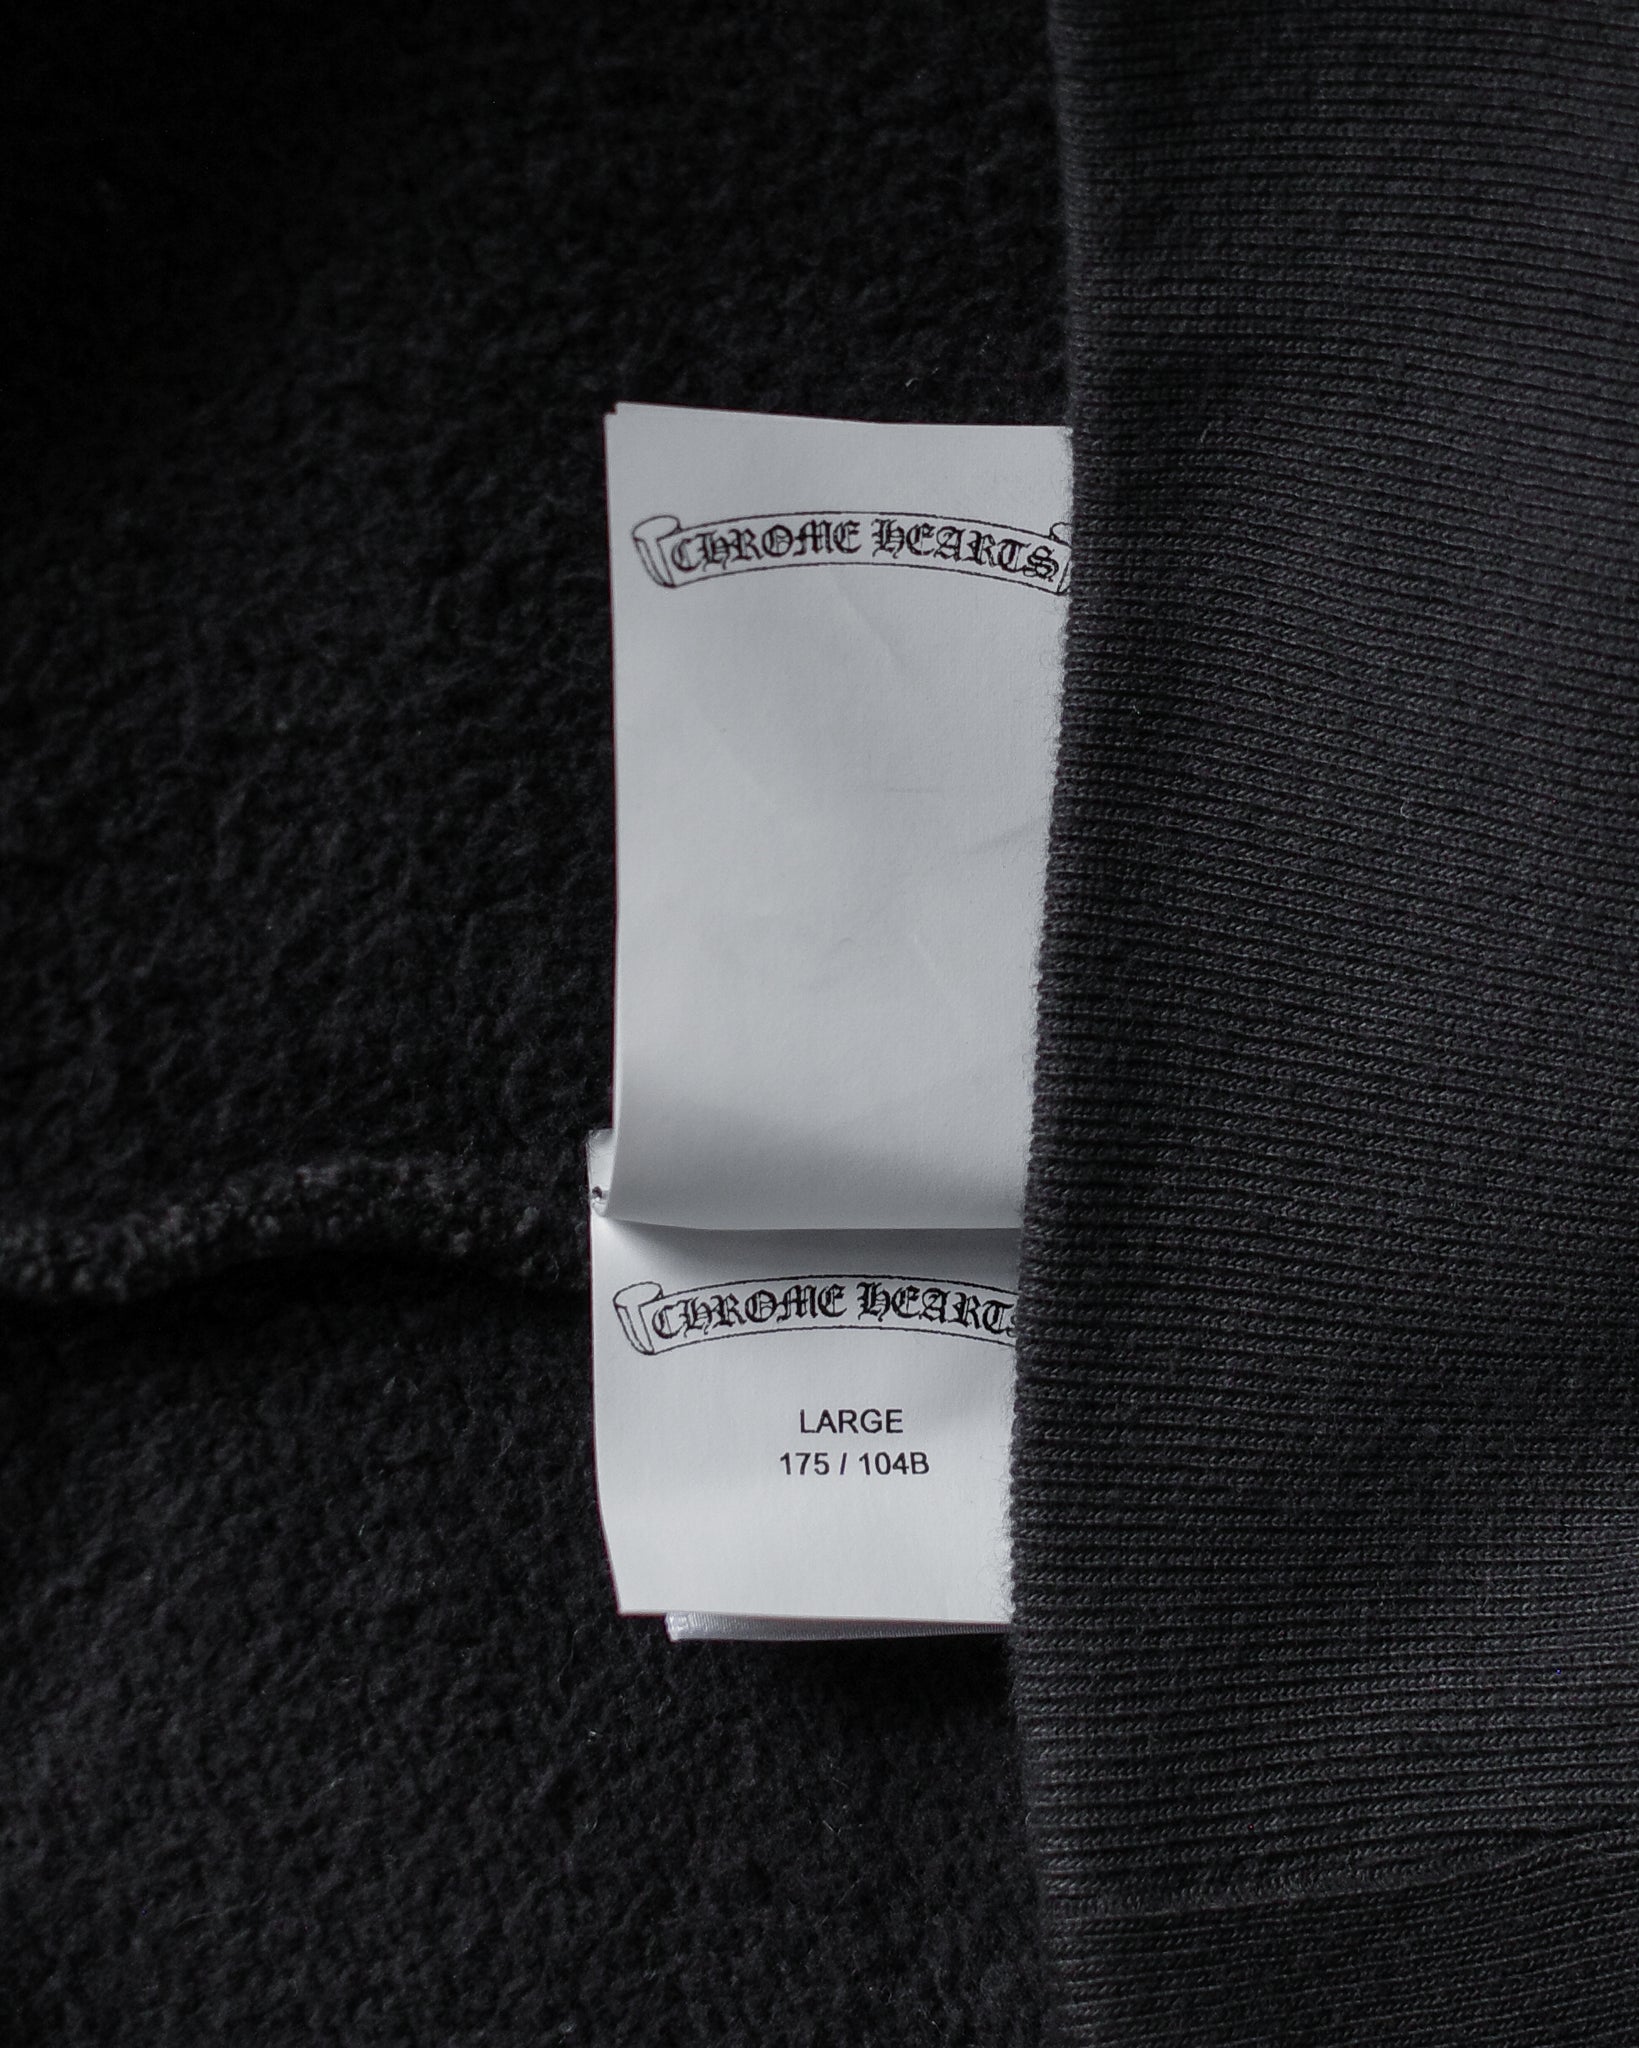 CHROME HEARTS
CHROME HEARTS
LARGE
175 / 104B